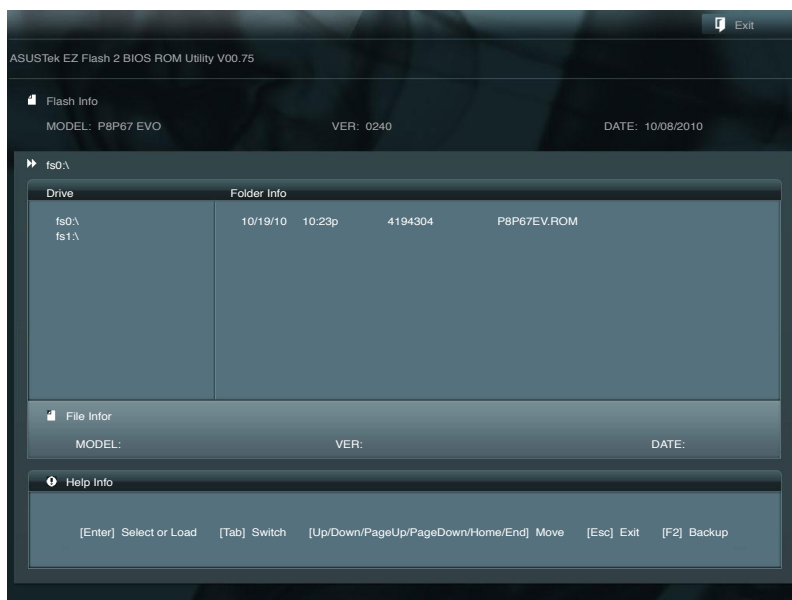 Exit
ASUSTek EZ Flash 2 BIOS ROM Utility V00.75
Flash Info
MODEL: P8P67 EVO VER: 0240 DATE: 10/08/2010
fs0:\
Drive Folder Info
fs0:\ 10/19/10 10:23p 4194304 P8P67EV.ROM
fs1:\
File Infor
MODEL: VER: DATE:
Help Info
[Enter] Select or Load [Tab] Switch [Up/Down/PageUp/PageDown/Home/End] Move [Esc] Exit [F2] Backup